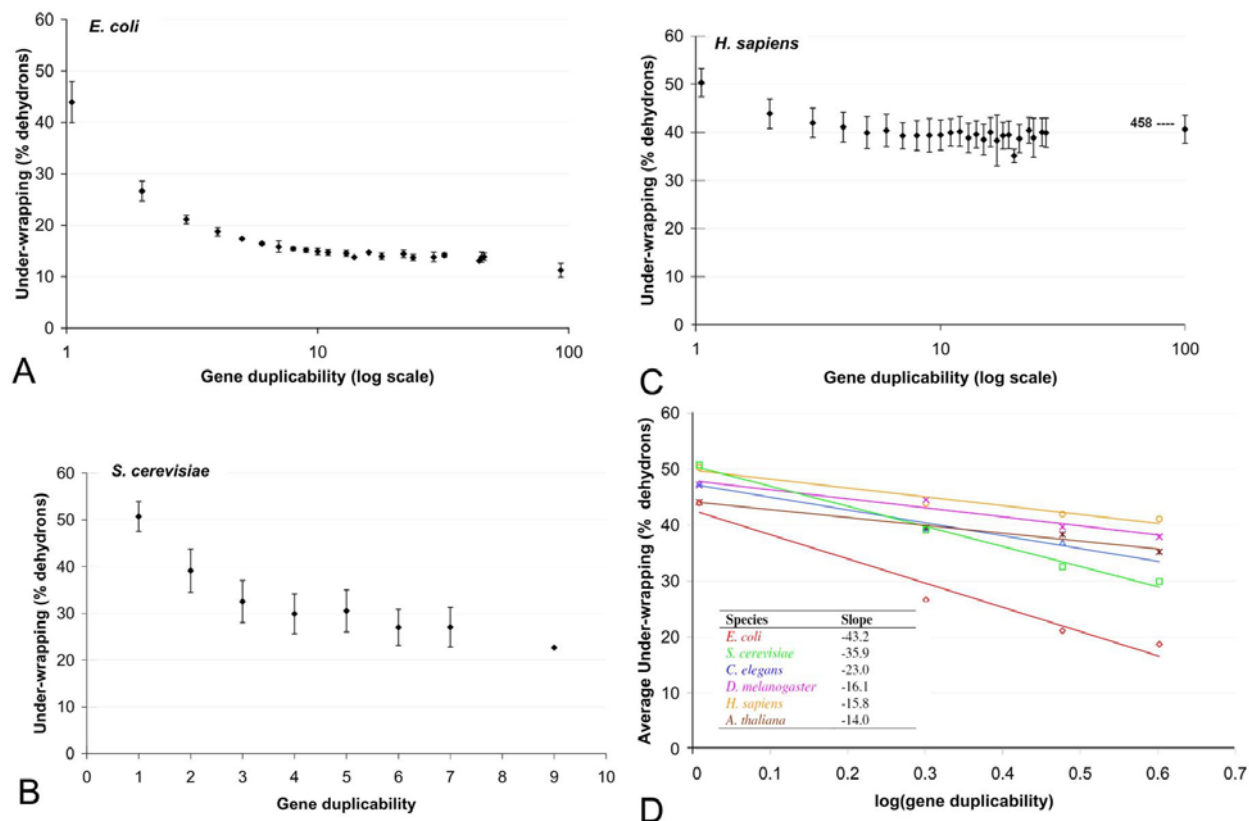 E. coli
60
50
40
30
20
10
0
Under-wrapping (% dehydrons)
1 10 100
Gene duplicability (log scale)
A
S. cerevisiae
60
50
40
30
20
10
0
Under-wrapping (% dehydrons)
0 1 2 3 4 5 6 7 8 9 10
Gene duplicability
B
H. sapiens
60
50
40
30
20
10
0
Under-wrapping (% dehydrons)
458 ----
1 10 100
Gene duplicability (log scale)
C
60
50
40
30
20
10
0
Average Under-wrapping (% dehydrons)
Species Slope
E. coli -43.2
S. cerevisiae -35.9
C. elegans -23.0
D. melanogaster -16.1
H. sapiens -15.8
A. thaliana -14.0
0 0.1 0.2 0.3 0.4 0.5 0.6 0.7
log(gene duplicability)
D